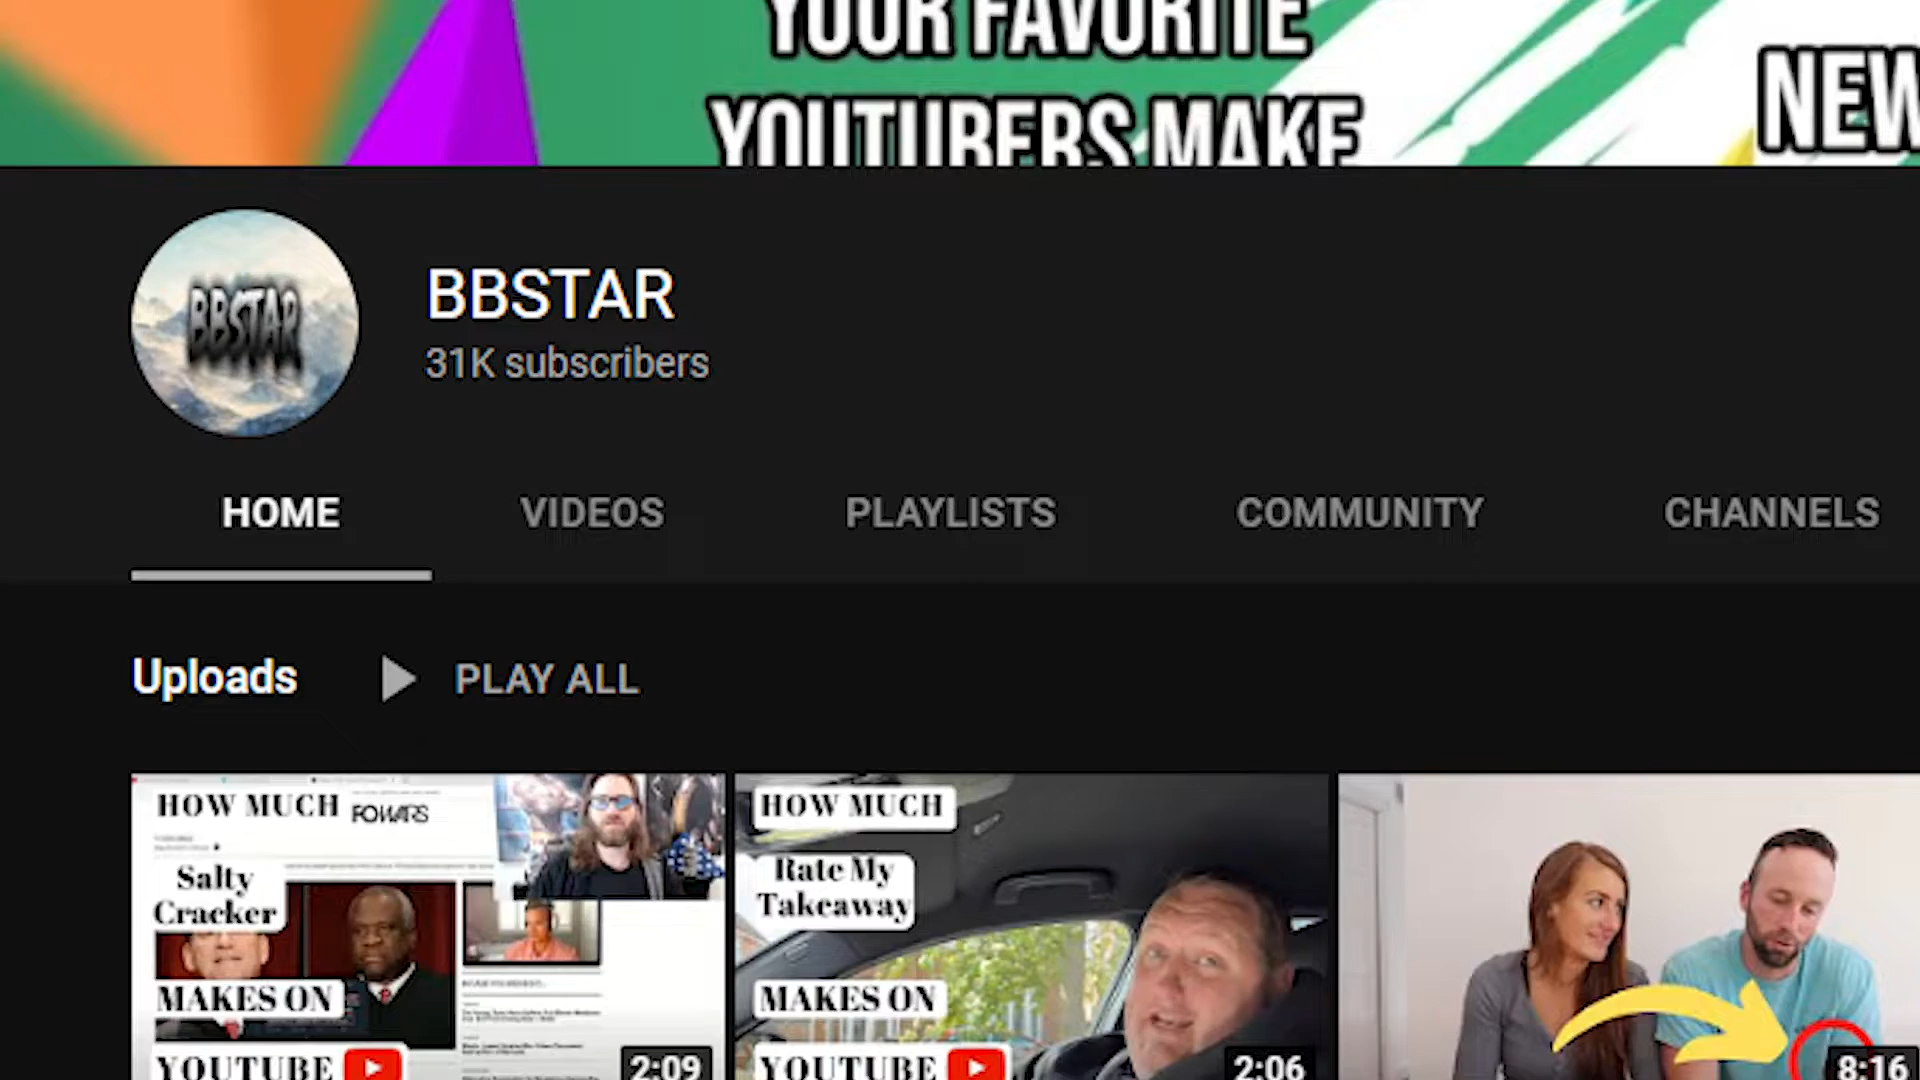 YOUR FAVORITE
YOUTUBERS MAKE
NEW
BBSTAR
BBSTAR
31K subscribers
HOME
VIDEOS
PLAYLISTS
COMMUNITY
CHANNELS
Uploads
PLAY ALL
HOW MUCH
FOWARS
Salty
Cracker
MAKES ON
YOUTUBE
2:09
HOW MUCH
Rate My
Takeaway
MAKES ON
YOUTUBE
2:06
8:16